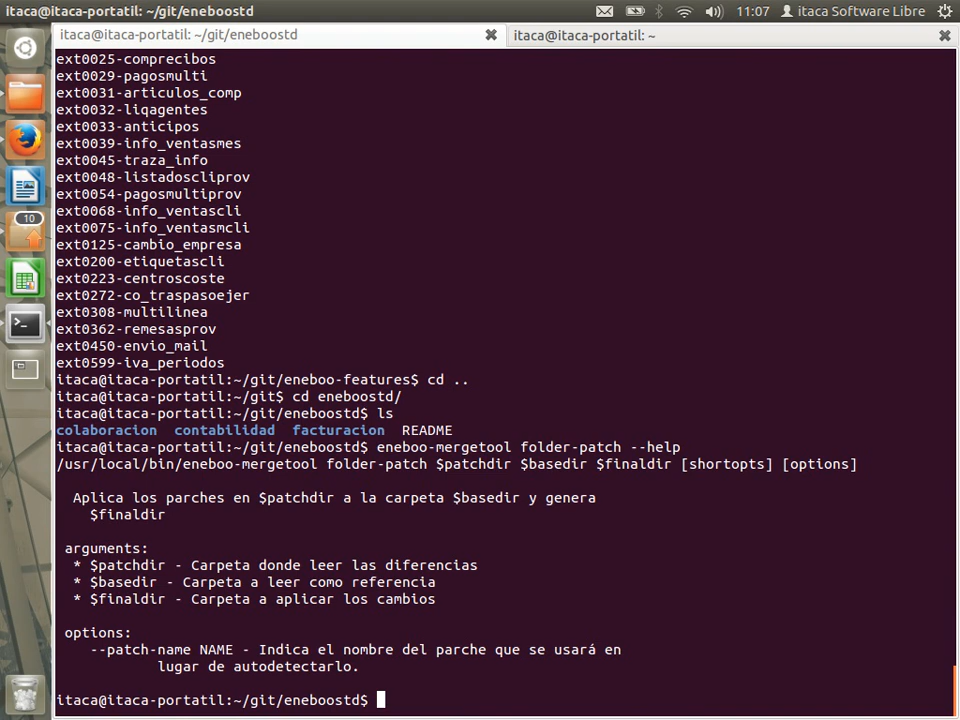 itaca@itaca-portatil: ~/git/eneboostd
11:07
itaca Software Libre
itaca@itaca-portatil: ~/git/eneboostd
itaca@itaca-portatil: ~
10
ext0025-comprecibos
ext0029-pagosmulti
ext0031-articulos_comp
ext0032-liqagentes
ext0033-anticipos
ext0039-info_ventasmes
ext0045-traza_info
ext0048-listadoscliprov
ext0054-pagosmultiprov
ext0068-info_ventascli
ext0075-info_ventasmcli
ext0125-cambio_empresa
ext0200-etiquetascli
ext0223-centroscoste
ext0272-co_traspasoejer
ext0308-multilinea
ext0362-remesasprov
ext0450-envio_mail
ext0599-iva_periodos
itaca@itaca-portatil:~/git/eneboo-features$ cd ..
itaca@itaca-portatil:~/git$ cd eneboostd/
itaca@itaca-portatil:~/git/eneboostd$ ls
colaboracion  contabilidad  facturacion  README
itaca@itaca-portatil:~/git/eneboostd$ eneboo-mergetool folder-patch --help
/usr/local/bin/eneboo-mergetool folder-patch $patchdir $basedir $finaldir [shortopts] [options]
Aplica los parches en $patchdir a la carpeta $basedir y genera
$finaldir
arguments:
* $patchdir - Carpeta donde leer las diferencias
* $basedir - Carpeta a leer como referencia
* $finaldir - Carpeta a aplicar los cambios
options:
--patch-name NAME - Indica el nombre del parche que se usará en
lugar de autodetectarlo.
itaca@itaca-portatil:~/git/eneboostd$